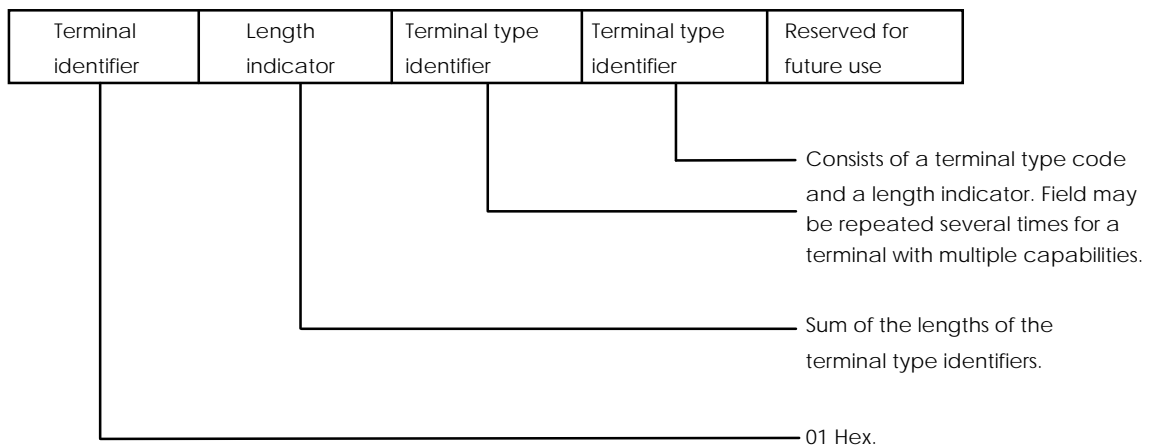 Terminal
identifier
Length
indicator
Terminal type
identifier
Terminal type
identifier
Reserved for
future use
Consists of a terminal type code
and a length indicator. Field may
be repeated several times for a
terminal with multiple capabilities.
Sum of the lengths of the
terminal type identifiers.
01 Hex.